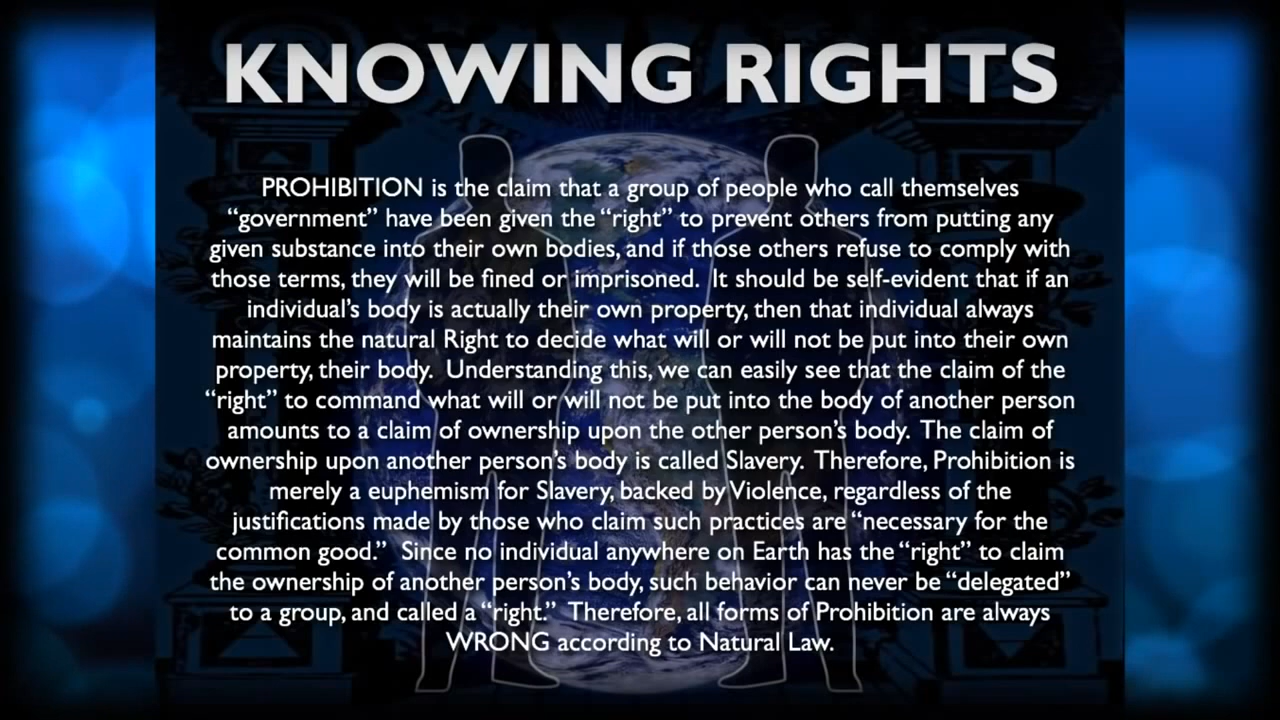 KNOWING RIGHTS
PROHIBITION is the claim that a group of people who call themselves
“government” have been given the “right” to prevent others from putting any
given substance into their own bodies, and if those others refuse to comply with
those terms, they will be fined or imprisoned.  It should be self-evident that if an
individual’s body is actually their own property, then that individual always
maintains the natural Right to decide what will or will not be put into their own
property, their body.  Understanding this, we can easily see that the claim of the
“right” to command what will or will not be put into the body of another person
amounts to a claim of ownership upon the other person’s body.  The claim of
ownership upon another person’s body is called Slavery.  Therefore, Prohibition is
merely a euphemism for Slavery, backed by Violence, regardless of the
justifications made by those who claim such practices are “necessary for the
common good.”  Since no individual anywhere on Earth has the “right” to claim
the ownership of another person’s body, such behavior can never be “delegated”
to a group, and called a “right.”  Therefore, all forms of Prohibition are always
WRONG according to Natural Law.